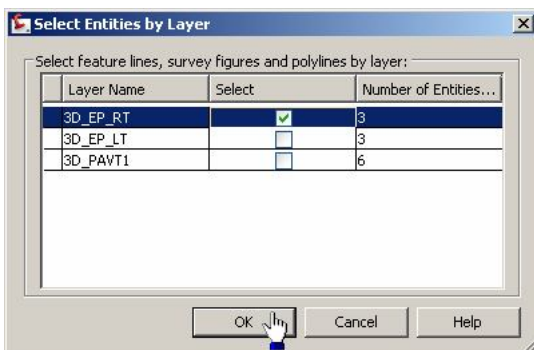 Select Entities by Layer
Select feature lines, survey figures and polylines by layer:
Layer Name Select Number of Entities...
3D_EP_RT 3
3D_EP_LT 3
3D_PAVT1 6
OK Cancel Help